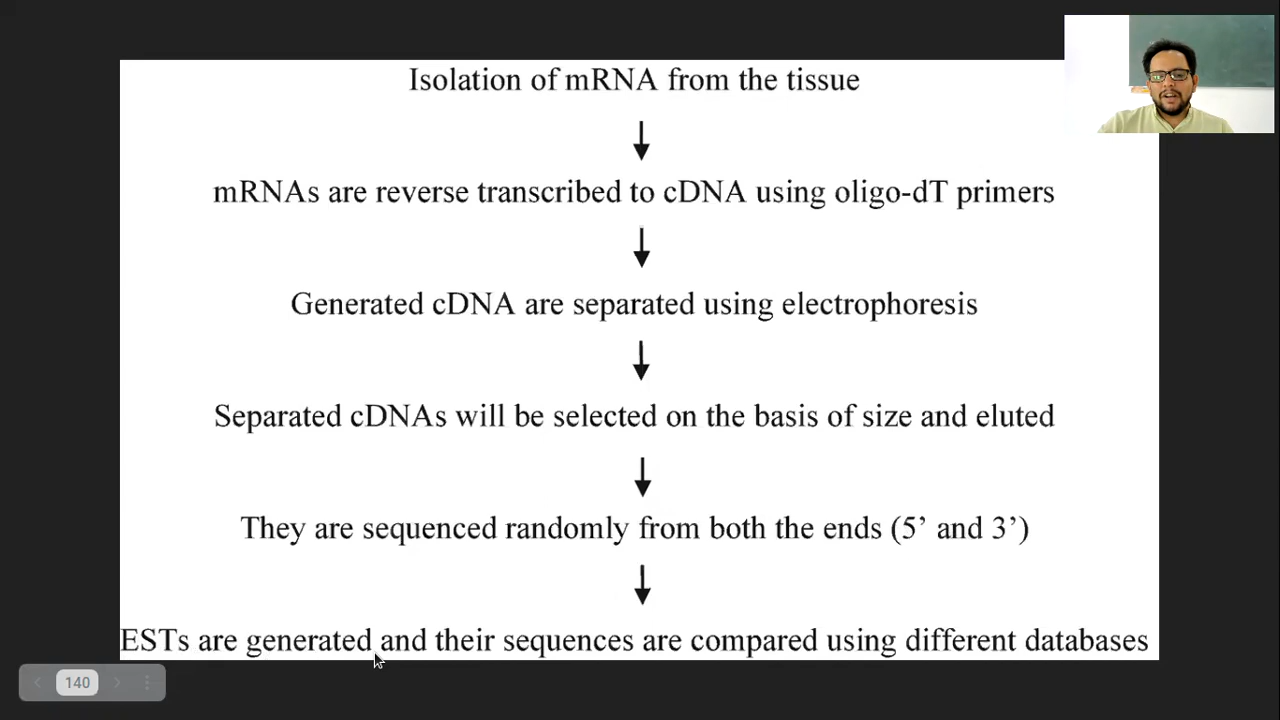 Isolation of mRNA from the tissue
mRNAs are reverse transcribed to cDNA using oligo-dT primers
Generated cDNA are separated using electrophoresis
Separated cDNAs will be selected on the basis of size and eluted
They are sequenced randomly from both the ends (5’ and 3’)
ESTs are generated and their sequences are compared using different databases
140